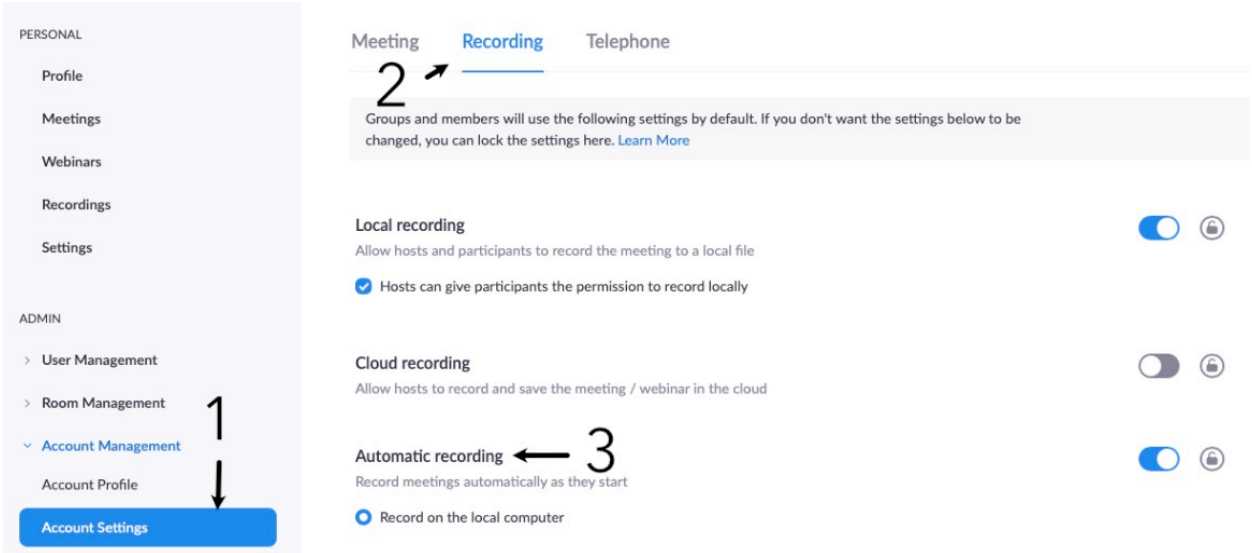 PERSONAL
Profile
Meetings
Webinars
Recordings
Settings
ADMIN
User Management
Room Management
1
Account Management
Account Profile
Account Settings
Meeting Recording Telephone
2
Groups and members will use the following settings by default. If you don't want the settings below to be
changed, you can lock the settings here. Learn More
Local recording
Allow hosts and participants to record the meeting to a local file
Hosts can give participants the permission to record locally
Cloud recording
Allow hosts to record and save the meeting / webinar in the cloud
Automatic recording 3
Record meetings automatically as they start
Record on the local computer